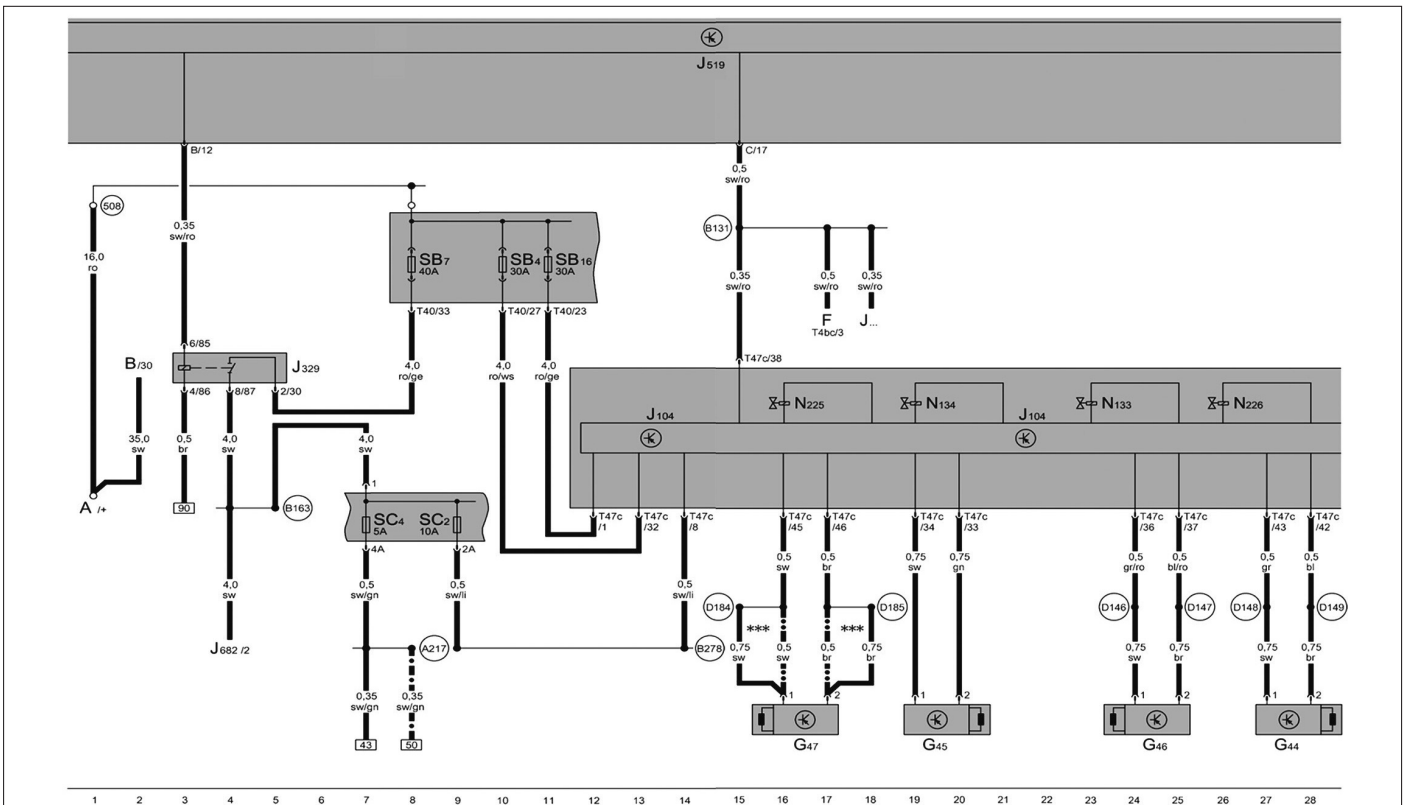 J519
B/12
C/17
0,5
sw/ro
508
B131
0,35
sw/ro
16,0
ro
SB7
40A
SB4
30A
SB16
30A
0,35
sw/ro
0,5
sw/ro
0,35
sw/ro
T40/33
T40/27
T40/23
F
T4bc/3
J...
6/85
T47c/38
B/30
J329
4,0
ro/ge
4,0
ro/ws
4,0
ro/ge
4/86
8/87
2/30
N225
N134
N133
N226
J104
J104
35,0
sw
0,5
br
4,0
sw
4,0
sw
1
A /+
90
B163
SC4
5A
SC2
10A
4A
2A
T47c
/1
T47c
/32
T47c
/8
T47c
/45
T47c
/46
T47c
/34
T47c
/33
T47c
/36
T47c
/37
T47c
/43
T47c
/42
4,0
sw
0,5
sw/gn
0,5
sw/li
0,5
sw/li
0,5
sw
0,5
br
0,75
sw
0,75
gn
0,5
gr/ro
0,5
bl/ro
0,5
gr
0,5
bl
D184
D185
D146
D147
D148
D149
***
***
J682 /2
A217
B278
0,75
sw
0,5
sw
0,5
br
0,75
br
0,75
sw
0,75
br
0,75
sw
0,75
br
0,35
sw/gn
0,35
sw/gn
1
2
1
2
1
2
1
2
43
50
G47
G45
G46
G44
1 2 3 4 5 6 7 8 9 10 11 12 13 14 15 16 17 18 19 20 21 22 23 24 25 26 27 28